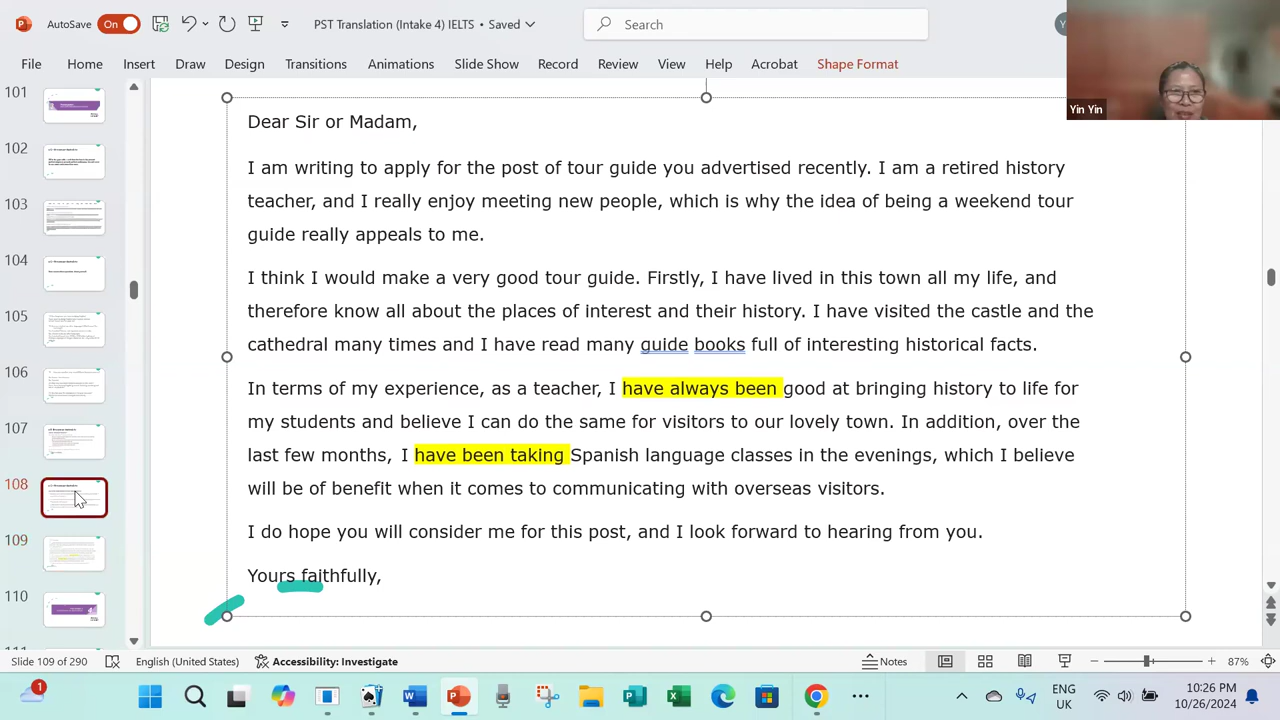 AutoSave On PST Translation (Intake 4) IELTS • Saved Search Y
File Home Insert Draw Design Transitions Animations Slide Show Record Review View Help Acrobat Shape Format
Yin Yin
101
102
103
104
105
106
107
108
109
110
Dear Sir or Madam,
I am writing to apply for the post of tour guide you advertised recently. I am a retired history
teacher, and I really enjoy meeting new people, which is why the idea of being a weekend tour
guide really appeals to me.
I think I would make a very good tour guide. Firstly, I have lived in this town all my life, and
therefore know all about the places of interest and their history. I have visited the castle and the
cathedral many times and I have read many guide books full of interesting historical facts.
In terms of my experience, as a teacher, I have always been good at bringing history to life for
my students and believe I can do the same for visitors to our lovely town. In addition, over the
last few months, I have been taking Spanish language classes in the evenings, which I believe
will be of benefit when it comes to communicating with overseas visitors.
I do hope you will consider me for this post, and I look forward to hearing from you.
Yours faithfully,
Slide 109 of 290 English (United States) Accessibility: Investigate Notes 87%
1 ENG 10:26 PM
UK 10/26/2024